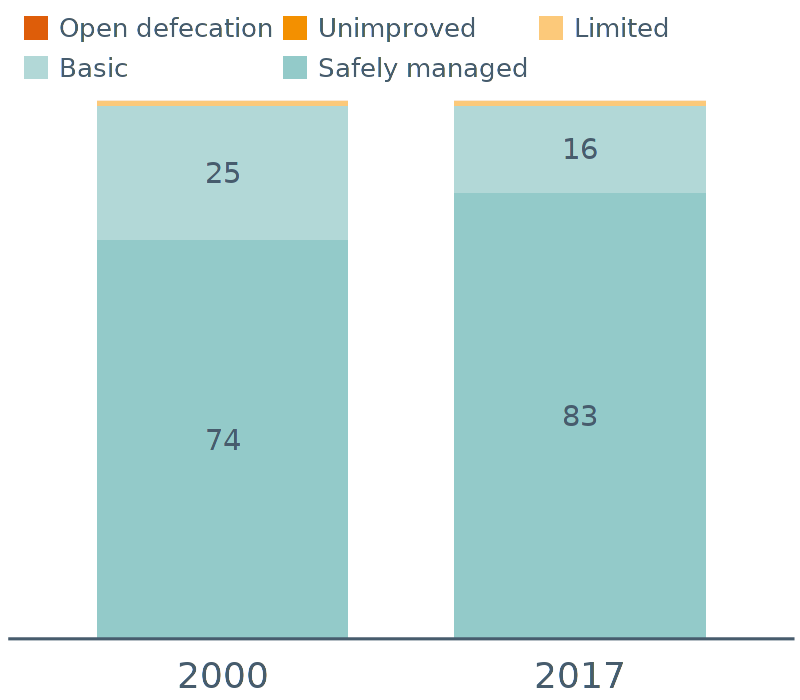 Open defecation Unimproved Limited
Basic Safely managed
25 16
74 83
2000 2017